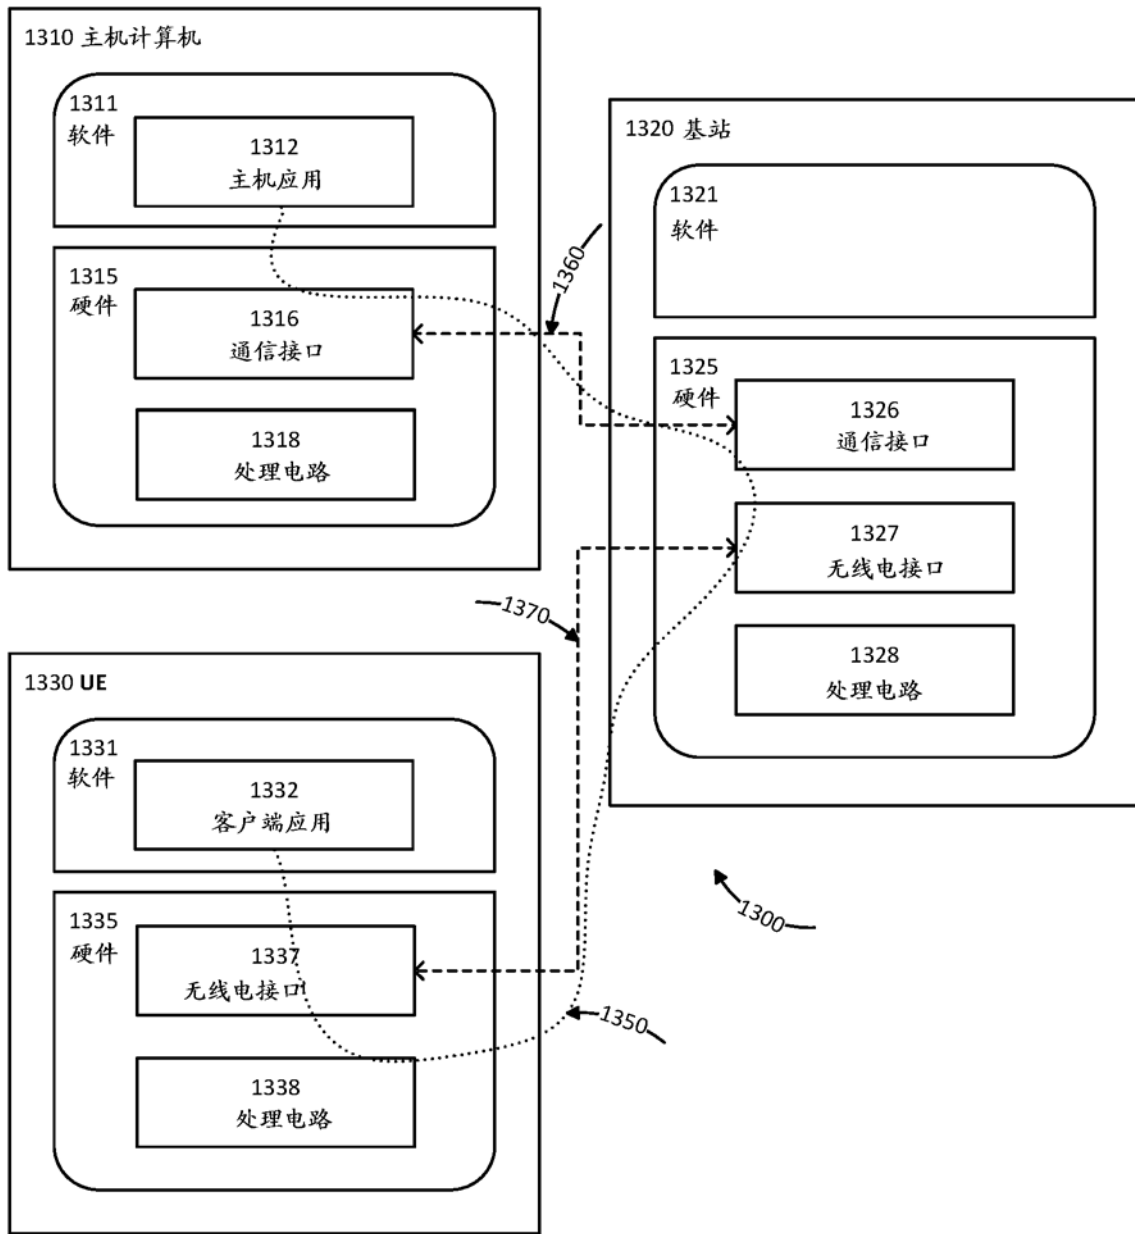 1310 主机计算机
1311
软件
1312
主机应用
1315
硬件
1316
通信接口
1318
处理电路
1360
1320 基站
1321
软件
1325
硬件
1326
通信接口
1327
无线电接口
1328
处理电路
1370
1330 UE
1331
软件
1332
客户端应用
1335
硬件
1337
无线电接口
1338
处理电路
1300
1350